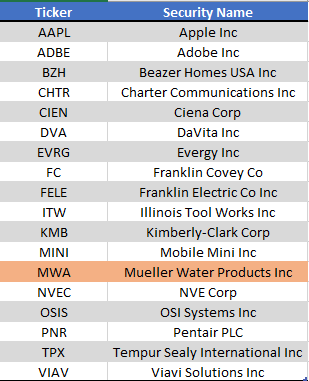 Ticker Security Name
AAPL Apple Inc
ADBE Adobe Inc
BZH Beazer Homes USA Inc
CHTR Charter Communications Inc
CIEN Ciena Corp
DVA DaVita Inc
EVRG Evergy Inc
FC Franklin Covey Co
FELE Franklin Electric Co Inc
ITW Illinois Tool Works Inc
KMB Kimberly-Clark Corp
MINI Mobile Mini Inc
MWA Mueller Water Products Inc
NVEC NVE Corp
OSIS OSI Systems Inc
PNR Pentair PLC
TPX Tempur Sealy International Inc
VIAV Viavi Solutions Inc